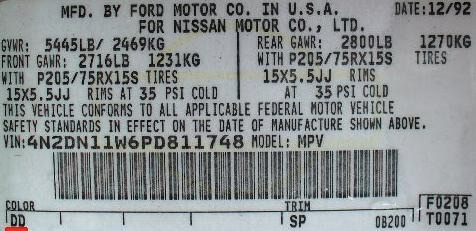 MFD. BY FORD MOTOR CO. IN U.S.A. DATE:12/92
FOR NISSAN MOTOR CO., LTD.
GVWR: 5445LB/ 2469KG REAR GAWR: 2800LB 1270KG
FRONT GAWR: 2716LB 1231KG WITH P205/75RX15S TIRES
WITH P205/75RX15S TIRES 15X5.5JJ RIMS
15X5.5JJ RIMS AT 35 PSI COLD AT 35 PSI COLD
THIS VEHICLE CONFORMS TO ALL APPLICABLE FEDERAL MOTOR VEHICLE
SAFETY STANDARDS IN EFFECT ON THE DATE OF MANUFACTURE SHOWN ABOVE.
VIN:4N2DN11W6PD811748 MODEL: MPV
COLOR TRIM F0208
DD SP 0B200 T0071